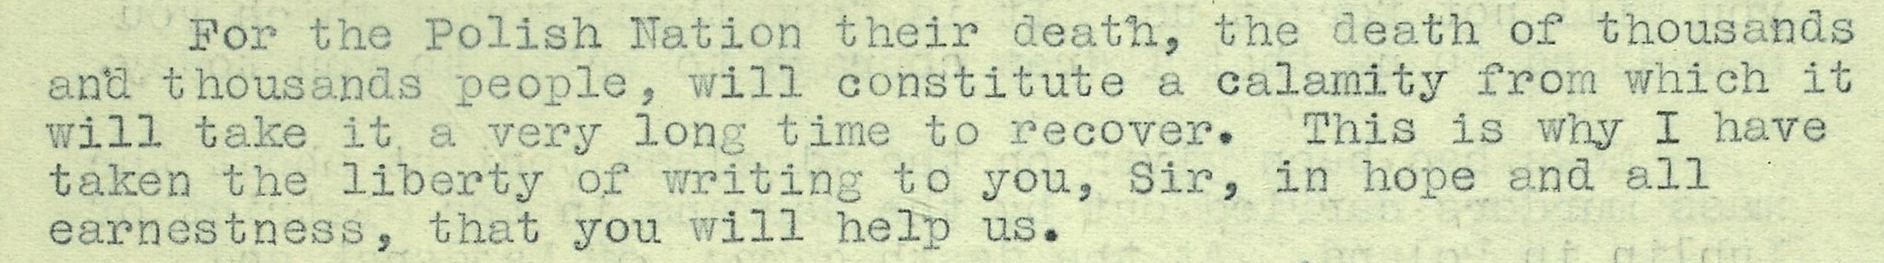 For the Polish Nation their death, the death of thousands
and thousands people, will constitute a calamity from which it
will take it a very long time to recover. This is why I have
taken the liberty of writing to you, Sir, in hope and all
earnestness, that you will help us.